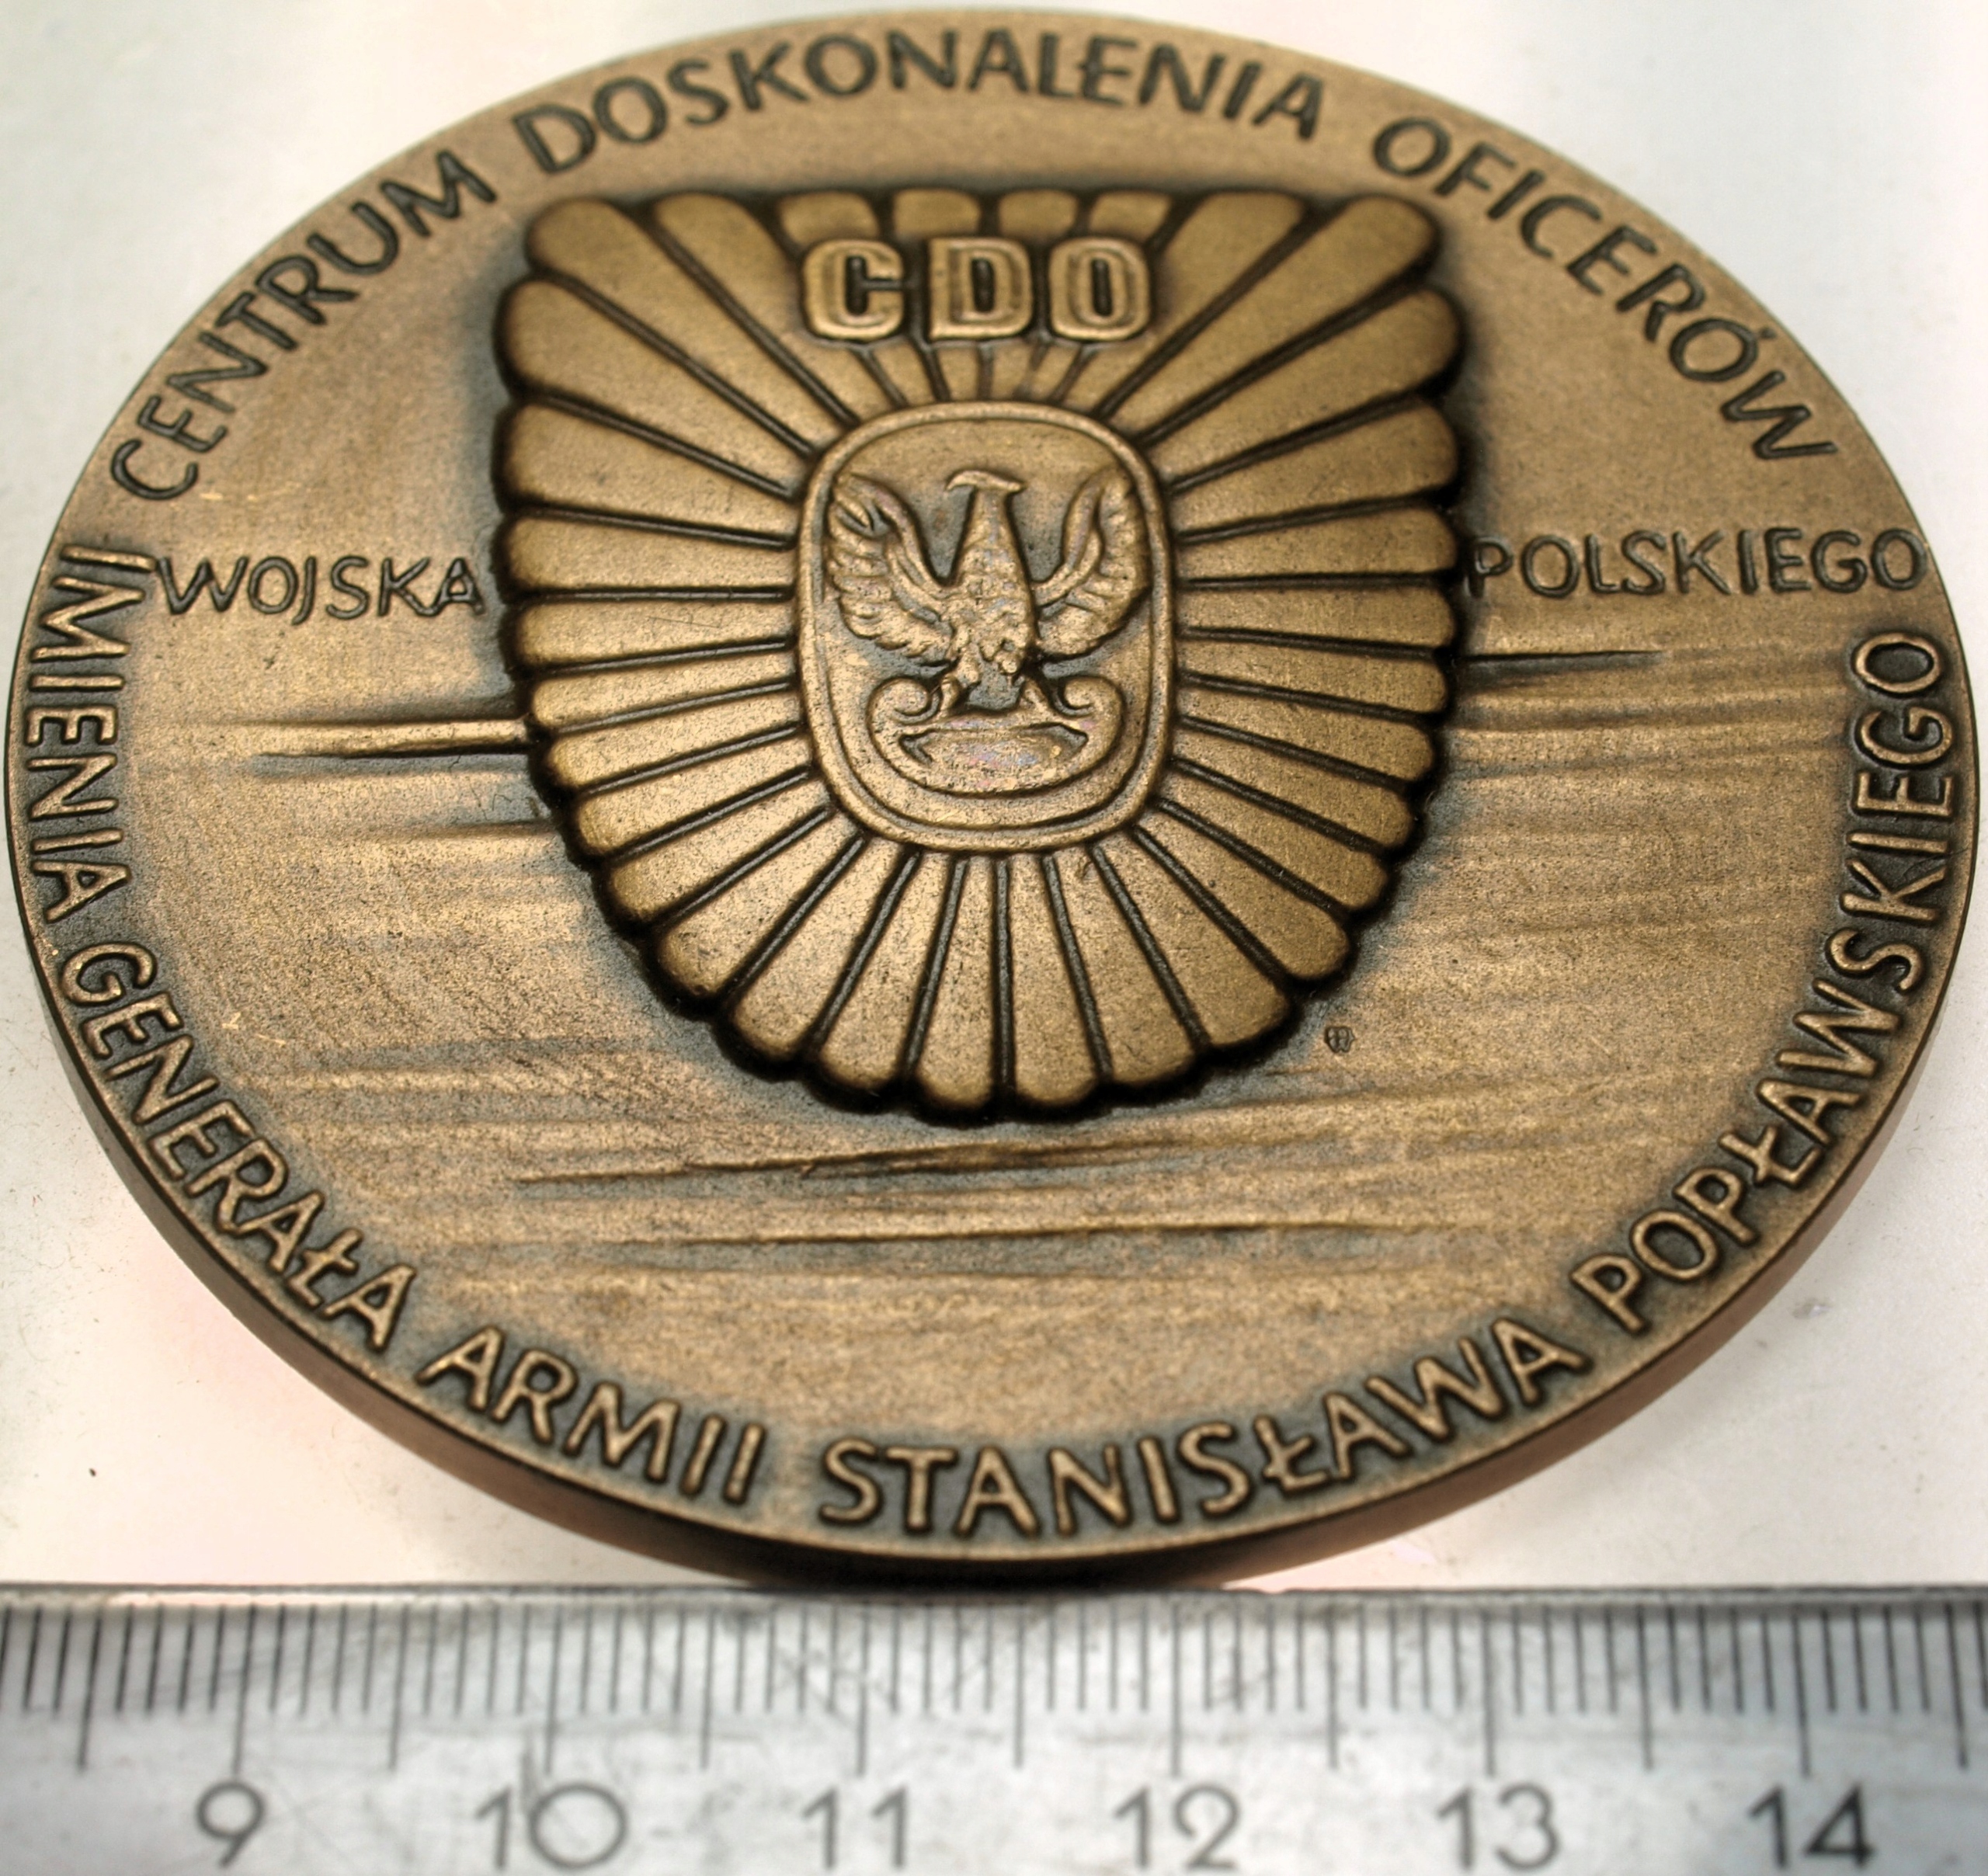 CENTRUM DOSKONALENIA OFICERÓW
CDO
WOJSKA POLSKIEGO
IMIENIA GENERAŁA ARMII STANISŁAWA POPŁAWSKIEGO
9 10 11 12 13 14